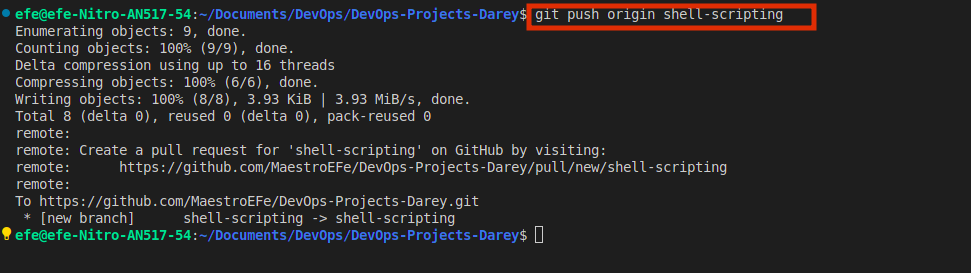 efe@efe-Nitro-AN517-54:~/Documents/DevOps/DevOps-Projects-Darey$ git push origin shell-scripting
Enumerating objects: 9, done.
Counting objects: 100% (9/9), done.
Delta compression using up to 16 threads
Compressing objects: 100% (6/6), done.
Writing objects: 100% (8/8), 3.93 KiB | 3.93 MiB/s, done.
Total 8 (delta 0), reused 0 (delta 0), pack-reused 0
remote:
remote: Create a pull request for 'shell-scripting' on GitHub by visiting:
remote:      https://github.com/MaestroEFe/DevOps-Projects-Darey/pull/new/shell-scripting
remote:
To https://github.com/MaestroEFe/DevOps-Projects-Darey.git
 * [new branch]      shell-scripting -> shell-scripting
efe@efe-Nitro-AN517-54:~/Documents/DevOps/DevOps-Projects-Darey$